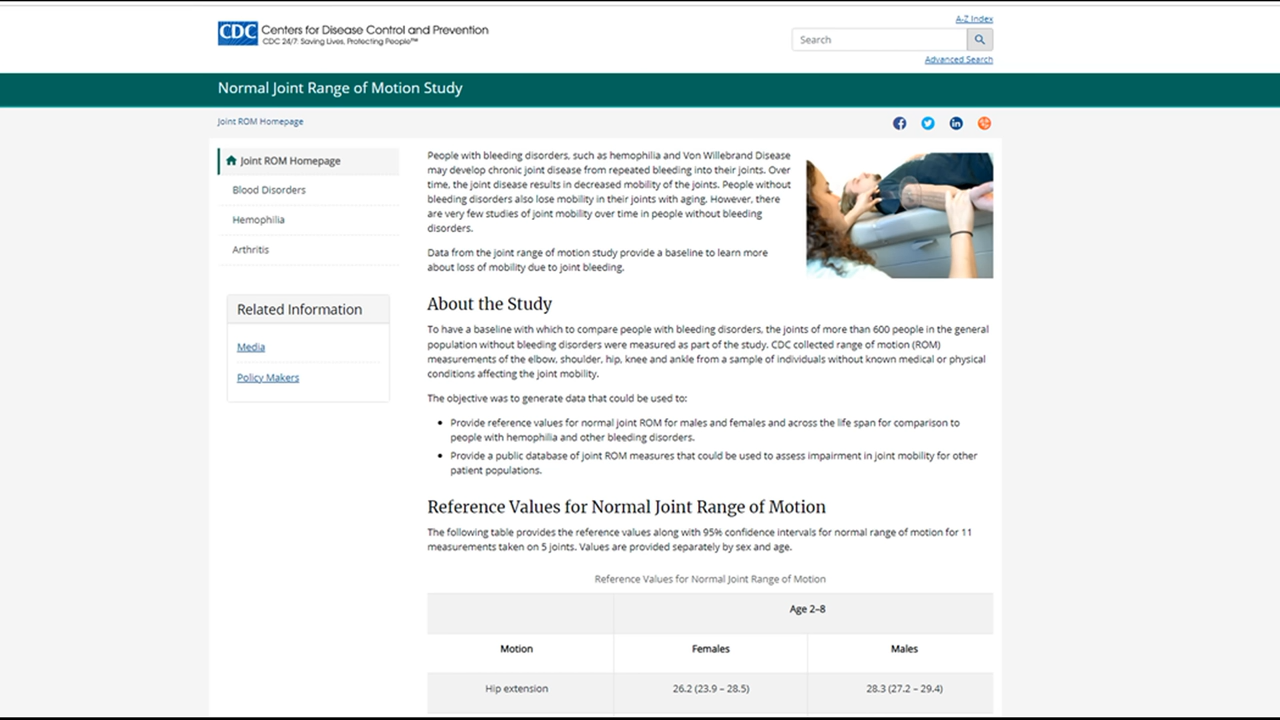 A-Z Index
CDC Centers for Disease Control and Prevention
CDC 24/7: Saving Lives, Protecting People™
Search
Advanced Search
Normal Joint Range of Motion Study
Joint ROM Homepage
Joint ROM Homepage
Blood Disorders
Hemophilia
Arthritis
Related Information
Media
Policy Makers
People with bleeding disorders, such as hemophilia and Von Willebrand Disease
may develop chronic joint disease from repeated bleeding into their joints. Over
time, the joint disease results in decreased mobility of the joints. People without
bleeding disorders also lose mobility in their joints with aging. However, there
are very few studies of joint mobility over time in people without bleeding
disorders.
Data from the joint range of motion study provide a baseline to learn more
about loss of mobility due to joint bleeding.
About the Study
To have a baseline with which to compare people with bleeding disorders, the joints of more than 600 people in the general
population without bleeding disorders were measured as part of the study. CDC collected range of motion (ROM)
measurements of the elbow, shoulder, hip, knee and ankle from a sample of individuals without known medical or physical
conditions affecting the joint mobility.
The objective was to generate data that could be used to:
• Provide reference values for normal joint ROM for males and females and across the life span for comparison to
people with hemophilia and other bleeding disorders.
• Provide a public database of joint ROM measures that could be used to assess impairment in joint mobility for other
patient populations.
Reference Values for Normal Joint Range of Motion
The following table provides the reference values along with 95% confidence intervals for normal range of motion for 11
measurements taken on 5 joints. Values are provided separately by sex and age.
Reference Values for Normal Joint Range of Motion
Age 2–8
Motion Females Males
Hip extension 26.2 (23.9 – 28.5) 28.3 (27.2 – 29.4)